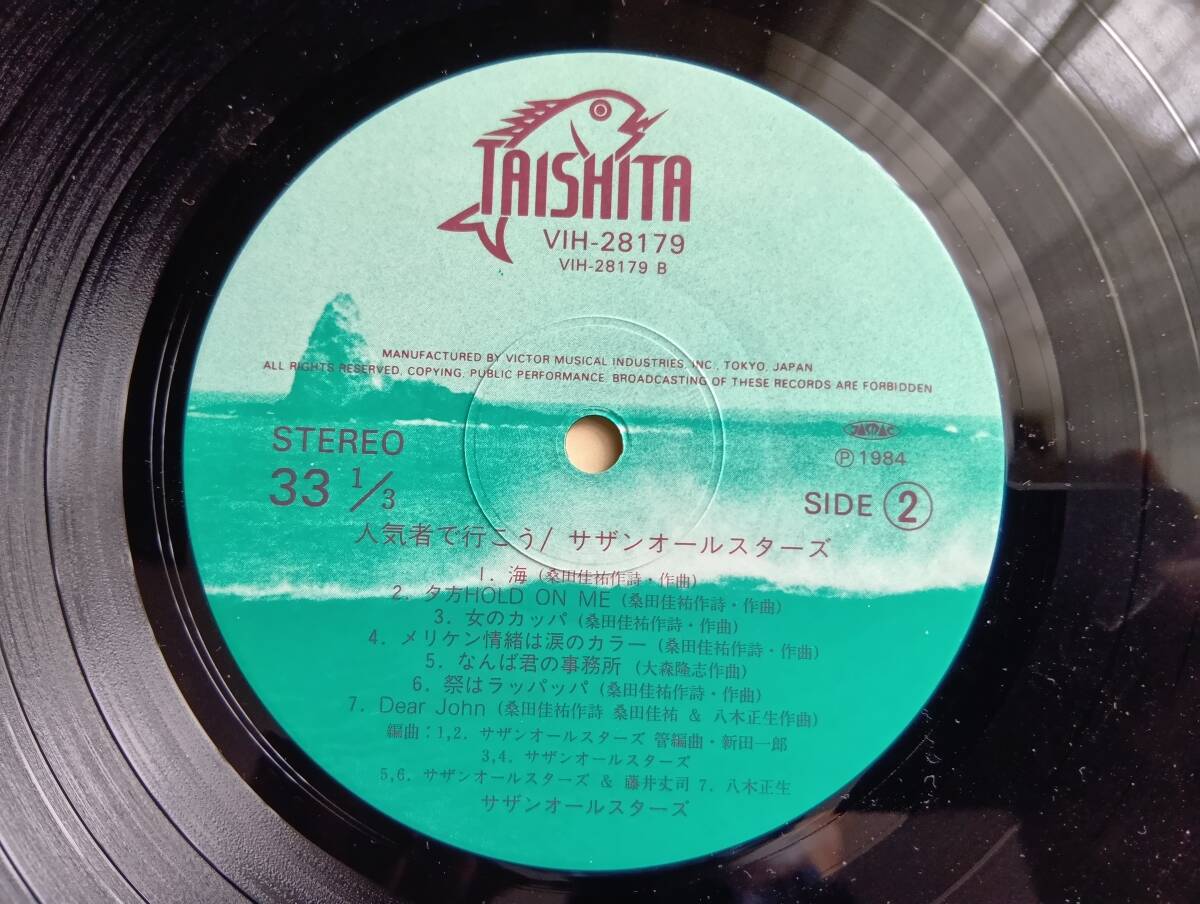 TAISHITA
VIH-28179
VIH-28179 B
MANUFACTURED BY VICTOR MUSICAL INDUSTRIES, INC., TOKYO, JAPAN
ALL RIGHTS RESERVED, COPYING, PUBLIC PERFORMANCE, BROADCASTING OF THESE RECORDS ARE FORBIDDEN
STEREO
33 1/3
JASRAC
Ⓟ 1984
SIDE ②
人気者で行こう/ サザンオールスターズ
1. 海 (桑田佳祐作詩・作曲)
2. 夕方HOLD ON ME (桑田佳祐作詩・作曲)
3. 女のカッパ (桑田佳祐作詩・作曲)
4. メリケン情緒は涙のカラー (桑田佳祐作詩・作曲)
5. なんば君の事務所 (大森隆志作曲)
6. 祭はラッパッパ (桑田佳祐作詩・作曲)
7. Dear John (桑田佳祐作詩 桑田佳祐 & 八木正生作曲)
編曲:1,2. サザンオールスターズ 管編曲・新田一郎
3,4. サザンオールスターズ
5,6. サザンオールスターズ & 藤井丈司 7. 八木正生
サザンオールスターズ